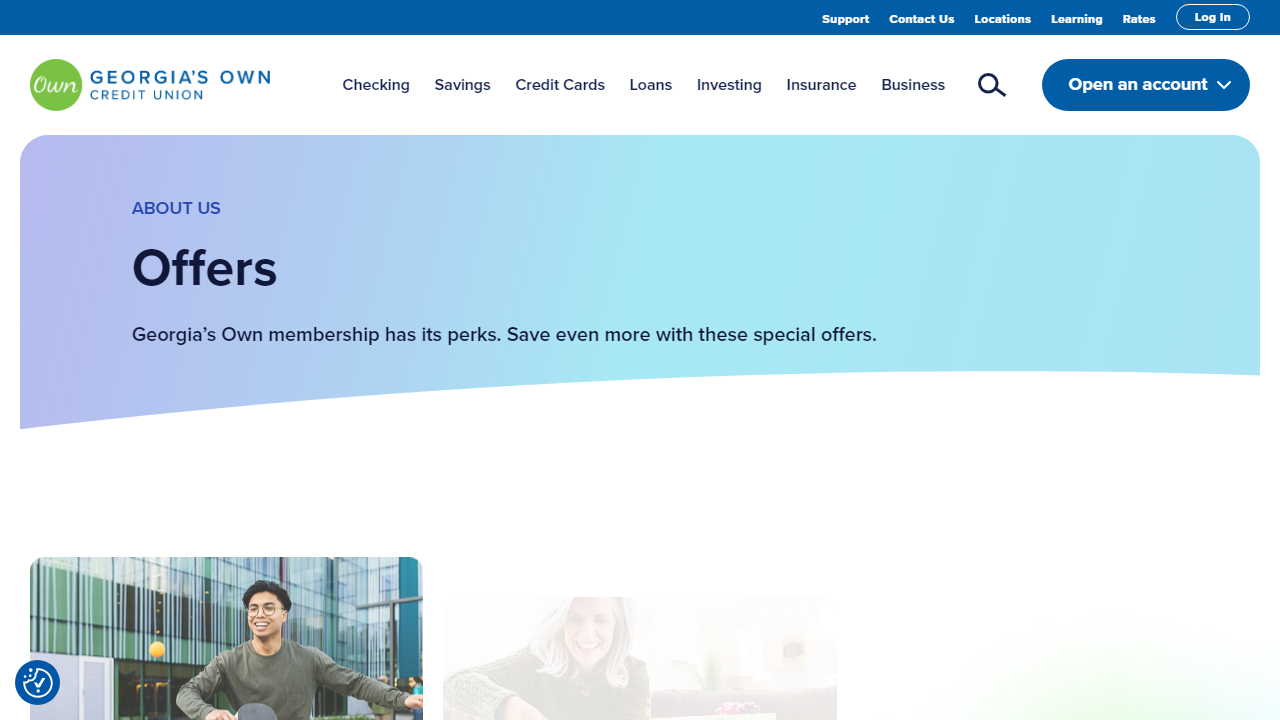 Support Contact Us Locations Learning Rates Log In
Own GEORGIA'S OWN
CREDIT UNION
Checking Savings Credit Cards Loans Investing Insurance Business Open an account
ABOUT US
Offers
Georgia’s Own membership has its perks. Save even more with these special offers.